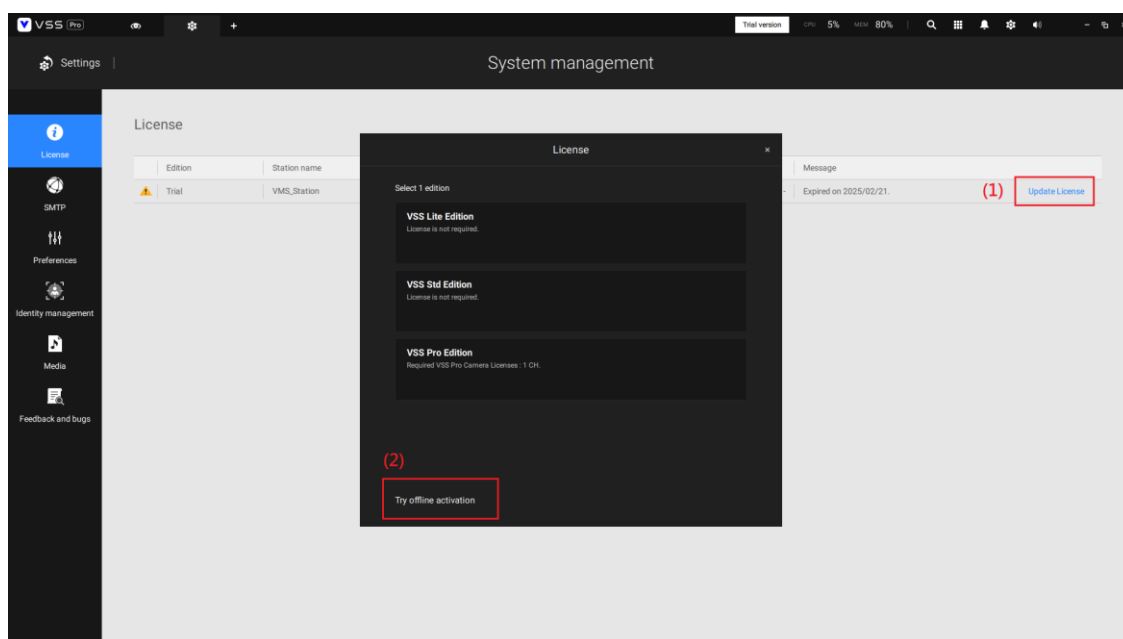 VSS Pro
Trial version
CPU 5% MEM 80%
Settings
System management
License
SMTP
Preferences
Identity management
Media
Feedback and bugs
License
Edition Station name Message
Trial VMS_Station - Expired on 2025/02/21. (1) Update License
License
Select 1 edition
VSS Lite Edition
License is not required.
VSS Std Edition
License is not required.
VSS Pro Edition
Required VSS Pro Camera Licenses : 1 CH.
(2)
Try offline activation